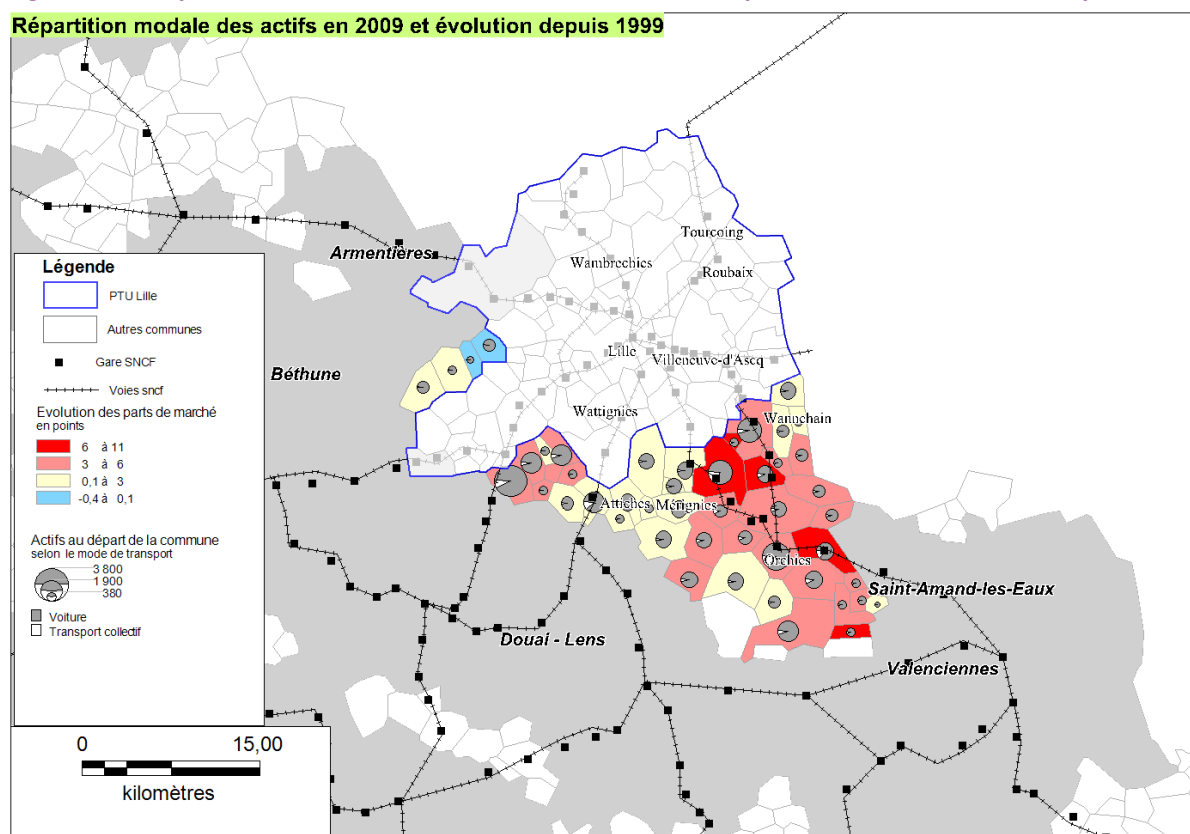 Répartition modale des actifs en 2009 et évolution depuis 1999
Tourcoing
Armentières
Wambrechies
Roubaix
Légende
PTU Lille
Autres communes
Gare SNCF
Voies sncf
Evolution des parts de marché
en points
6 à 11
3 à 6
0,1 à 3
-0,4 à 0,1
Actifs au départ de la commune
selon le mode de transport
3 800
1 900
380
Voiture
Transport collectif
Lille
Villeneuve-d'Ascq
Béthune
Wattignies
Wannehain
Attiches
Mérignies
Orchies
Saint-Amand-les-Eaux
Douai - Lens
Valenciennes
0 15,00
kilomètres